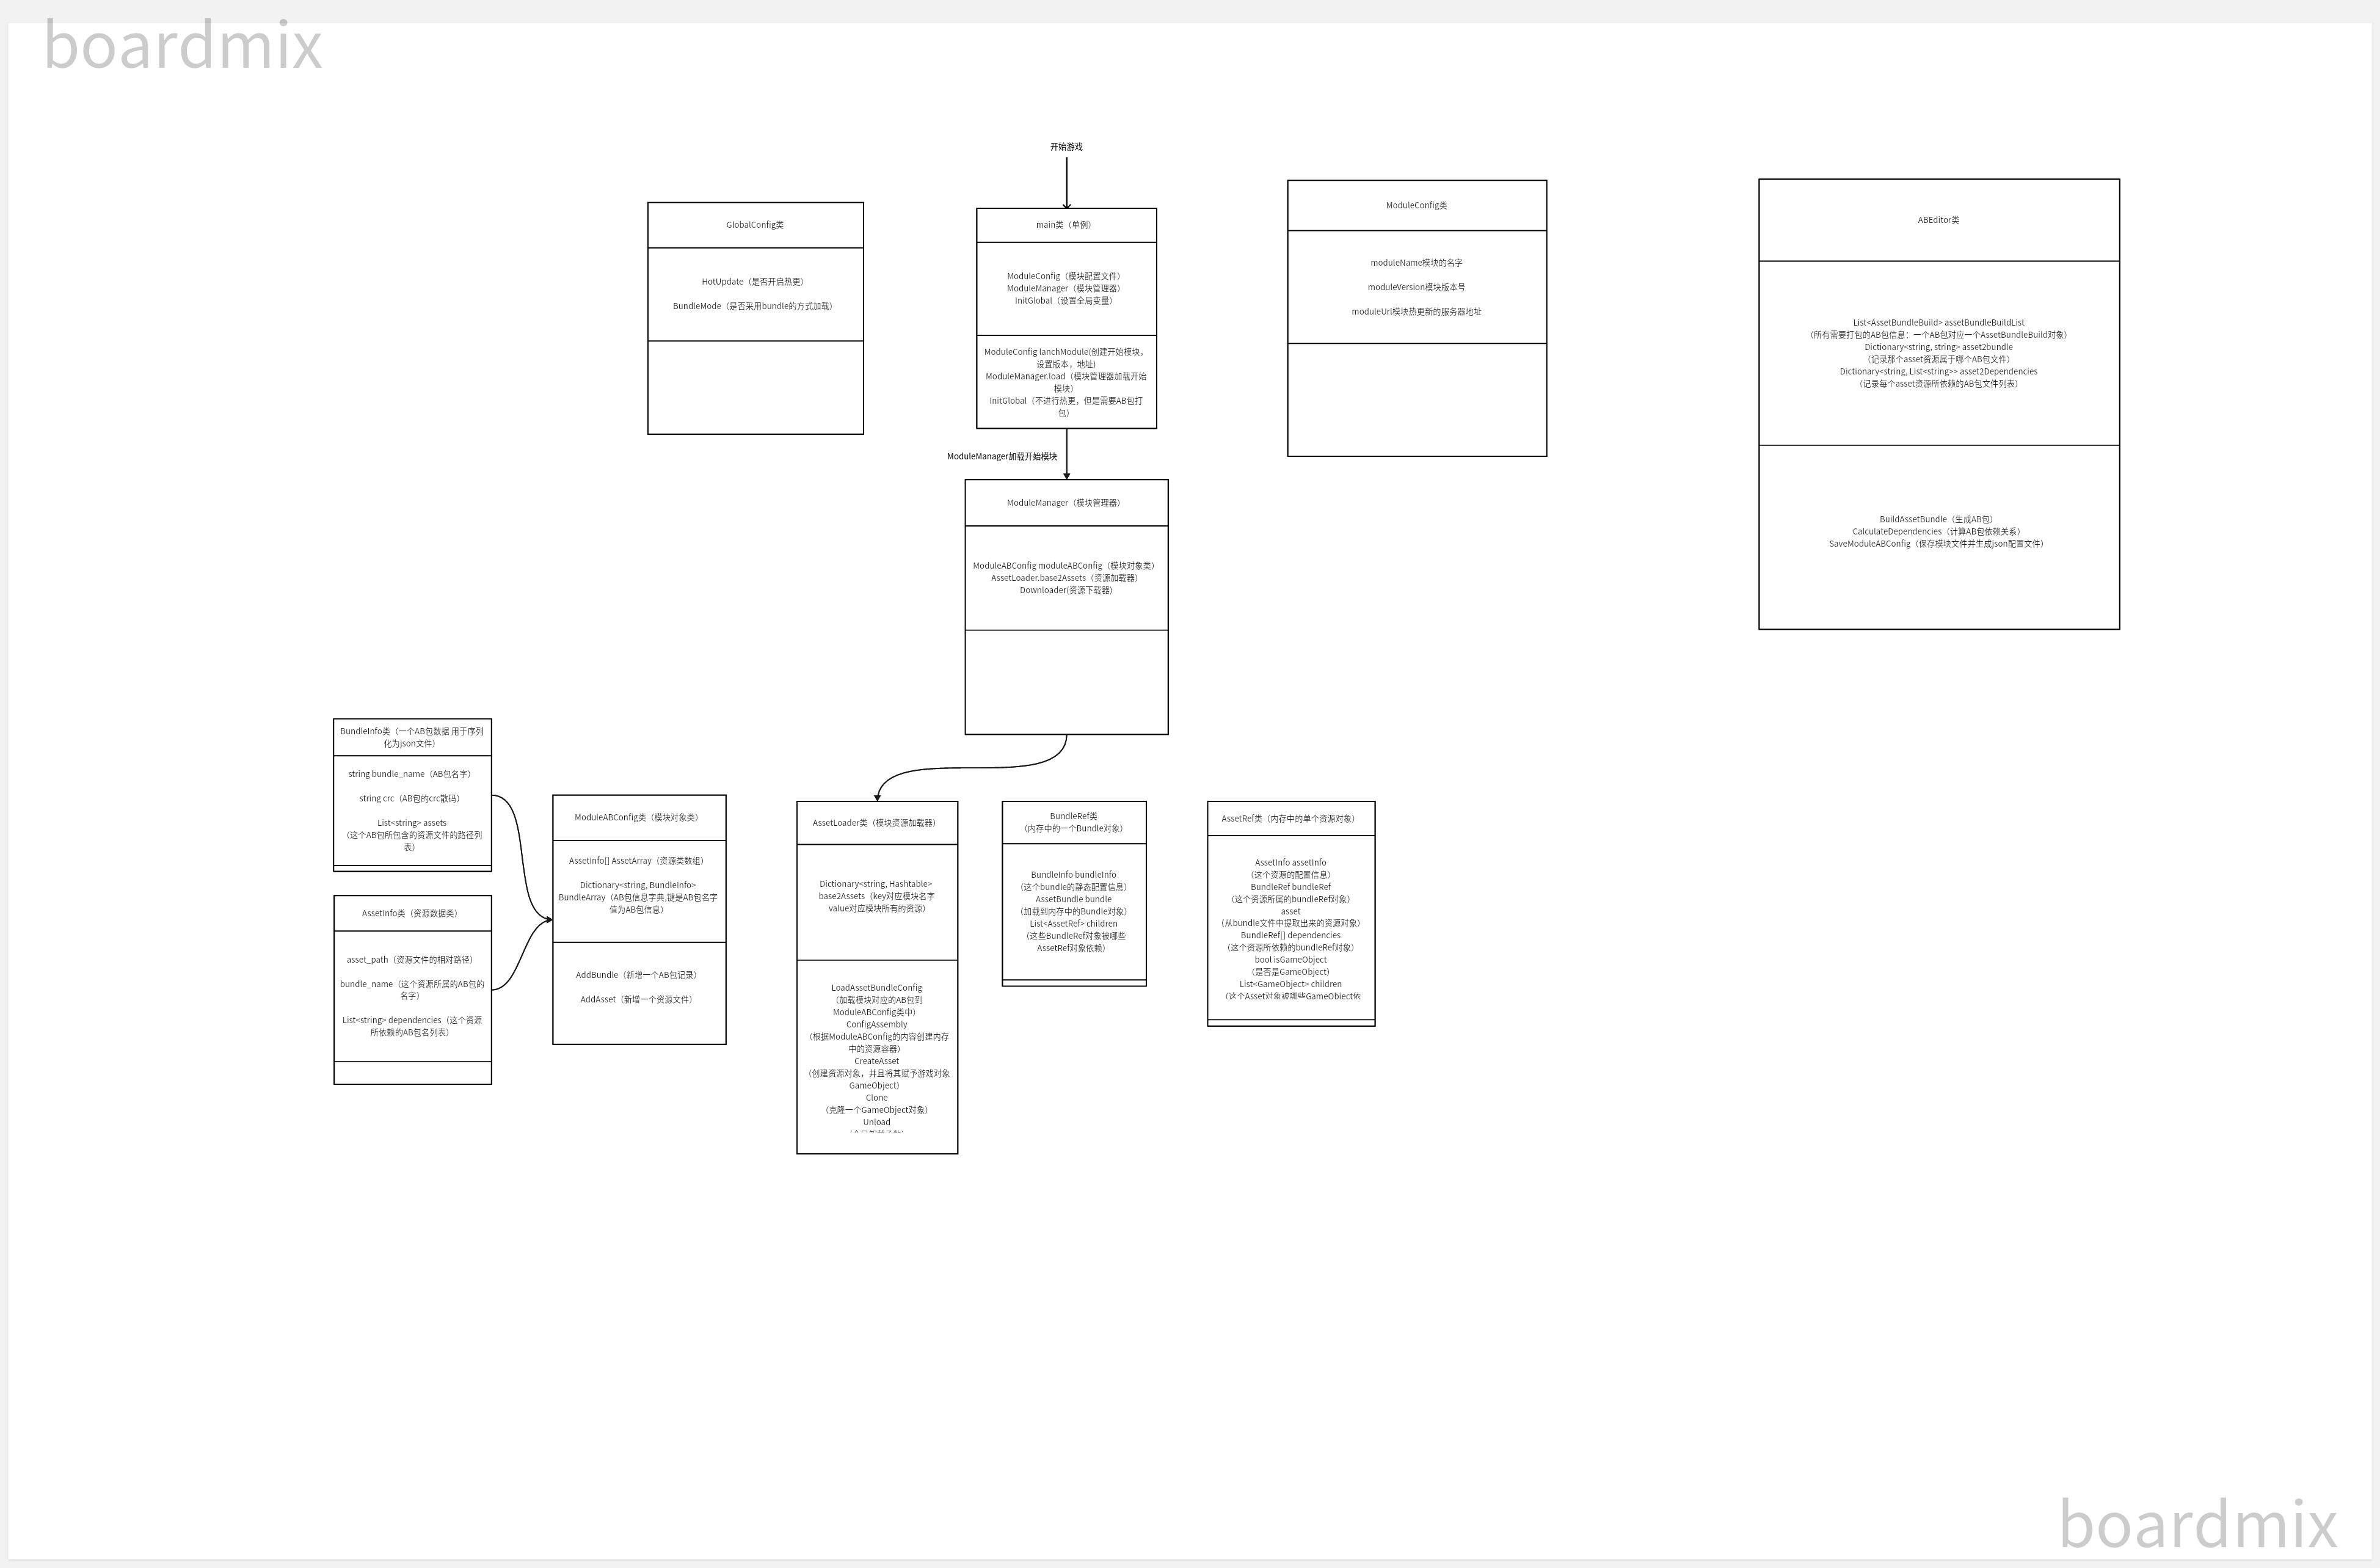 boardmix
开始游戏
GlobalConfig类
HotUpdate（是否开启热更）
BundleMode（是否采用bundle的方式加载）
main类（单例）
ModuleConfig（模块配置文件）
ModuleManager（模块管理器）
InitGlobal（设置全局变量）
ModuleConfig lanchModule(创建开始模块，
设置版本，地址)
ModuleManager.load（模块管理器加载开始
模块）
InitGlobal（不进行热更，但是需要AB包打
包）
ModuleConfig类
moduleName模块的名字
moduleVersion模块版本号
moduleUrl模块热更新的服务器地址
ABEditor类
List<AssetBundleBuild> assetBundleBuildList
（所有需要打包的AB包信息：一个AB包对应一个AssetBundleBuild对象）
Dictionary<string, string> asset2bundle
（记录那个asset资源属于哪个AB包文件）
Dictionary<string, List<string>> asset2Dependencies
（记录每个asset资源所依赖的AB包文件列表）
BuildAssetBundle（生成AB包）
CalculateDependencies（计算AB包依赖关系）
SaveModuleABConfig（保存模块文件并生成json配置文件）
ModuleManager加载开始模块
ModuleManager（模块管理器）
ModuleABConfig moduleABConfig（模块对象类）
AssetLoader.base2Assets（资源加载器）
Downloader(资源下载器)
BundleInfo类（一个AB包数据 用于序列
化为json文件）
string bundle_name（AB包名字）
string crc（AB包的crc散码）
List<string> assets
（这个AB包所包含的资源文件的路径列
表）
AssetInfo类（资源数据类）
asset_path（资源文件的相对路径）
bundle_name（这个资源所属的AB包的
名字）
List<string> dependencies（这个资源
所依赖的AB包名列表）
ModuleABConfig类（模块对象类）
AssetInfo[] AssetArray（资源类数组）
Dictionary<string, BundleInfo>
BundleArray（AB包信息字典,键是AB包名字
值为AB包信息）
AddBundle（新增一个AB包记录）
AddAsset（新增一个资源文件）
AssetLoader类（模块资源加载器）
Dictionary<string, Hashtable>
base2Assets（key对应模块名字
value对应模块所有的资源）
LoadAssetBundleConfig
（加载模块对应的AB包到
ModuleABConfig类中）
ConfigAssembly
（根据ModuleABConfig的内容创建内存
中的资源容器）
CreateAsset
（创建资源对象，并且将其赋予游戏对象
GameObject）
Clone
（克隆一个GameObject对象）
Unload
BundleRef类
（内存中的一个Bundle对象）
BundleInfo bundleInfo
（这个bundle的静态配置信息）
AssetBundle bundle
（加载到内存中的Bundle对象）
List<AssetRef> children
（这些BundleRef对象被哪些
AssetRef对象依赖）
AssetRef类（内存中的单个资源对象）
AssetInfo assetInfo
（这个资源的配置信息）
BundleRef bundleRef
（这个资源所属的bundleRef对象）
asset
（从bundle文件中提取出来的资源对象）
BundleRef[] dependencies
（这个资源所依赖的bundleRef对象）
bool isGameObject
（是否是GameObject）
List<GameObject> children
（这个Asset对象被哪些GameObject依
boardmix